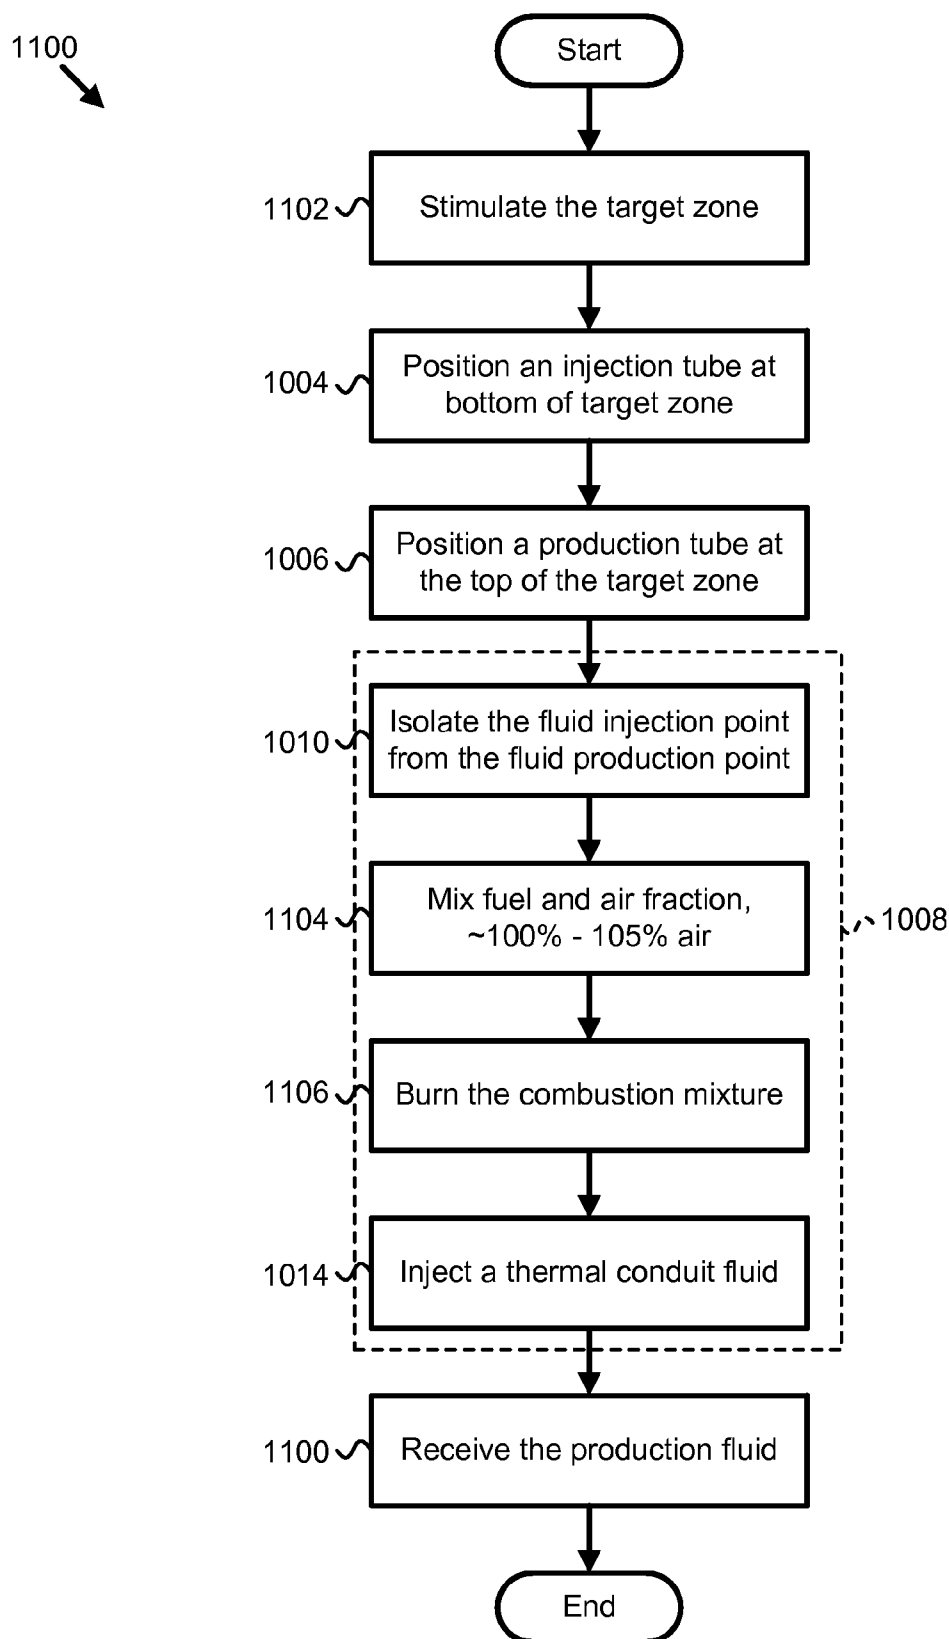 1100
Start
1102
Stimulate the target zone
1004
Position an injection tube at
bottom of target zone
1006
Position a production tube at
the top of the target zone
1010
Isolate the fluid injection point
from the fluid production point
1104
Mix fuel and air fraction,
~100% - 105% air
1008
1106
Burn the combustion mixture
1014
Inject a thermal conduit fluid
1100
Receive the production fluid
End